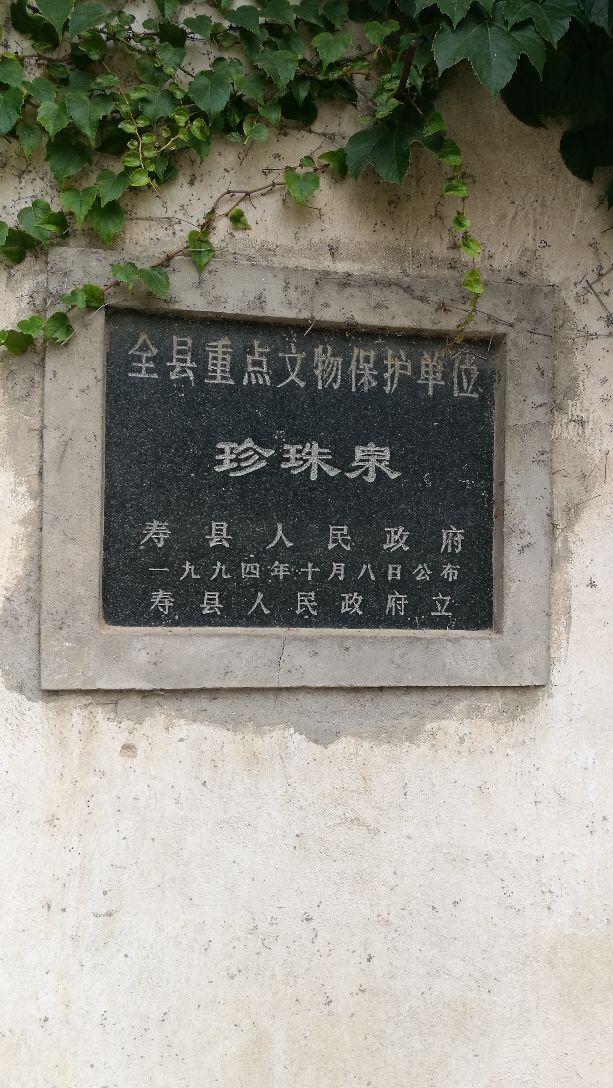 全县重点文物保护单位
珍珠泉
寿县人民政府
一九九四年十月八日公布
寿县人民政府立